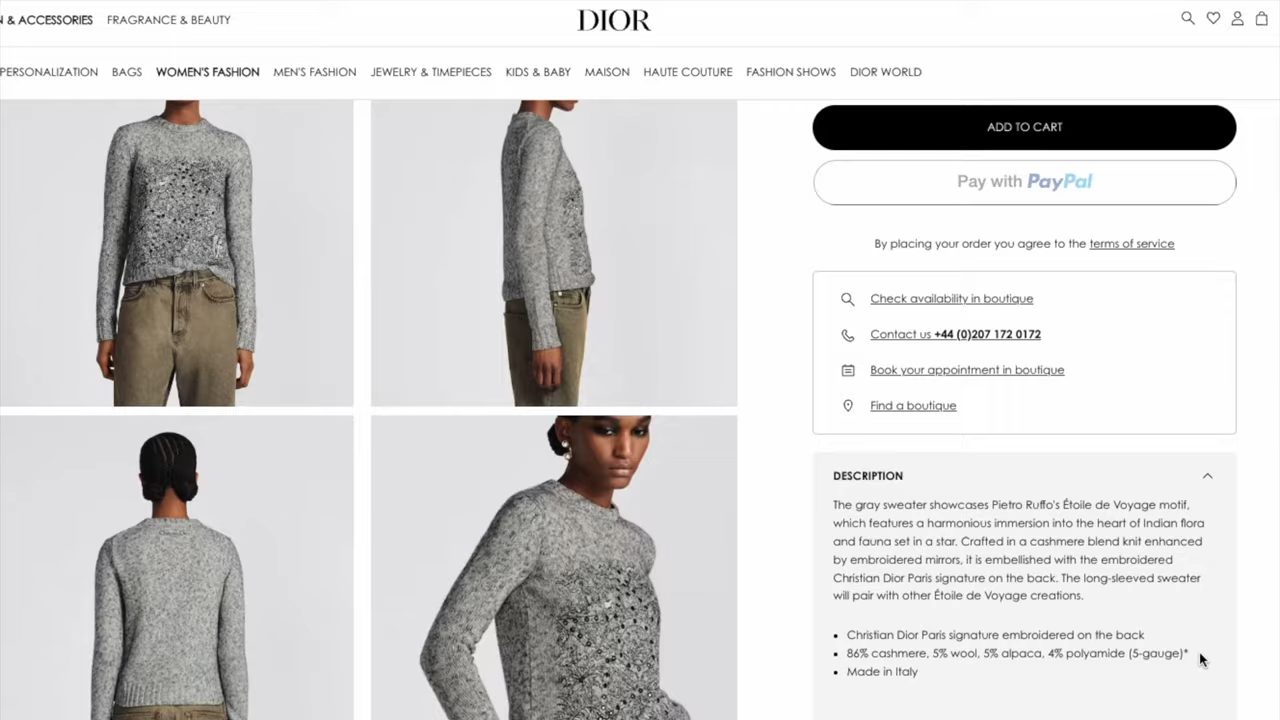 N & ACCESSORIES
FRAGRANCE & BEAUTY
DIOR
PERSONALIZATION
BAGS
WOMEN'S FASHION
MEN'S FASHION
JEWELRY & TIMEPIECES
KIDS & BABY
MAISON
HAUTE COUTURE
FASHION SHOWS
DIOR WORLD
ADD TO CART
Pay with PayPal
By placing your order you agree to the terms of service
Check availability in boutique
Contact us +44 (0)207 172 0172
Book your appointment in boutique
Find a boutique
DESCRIPTION
The gray sweater showcases Pietro Ruffo's Étoile de Voyage motif,
which features a harmonious immersion into the heart of Indian flora
and fauna set in a star. Crafted in a cashmere blend knit enhanced
by embroidered mirrors, it is embellished with the embroidered
Christian Dior Paris signature on the back. The long-sleeved sweater
will pair with other Étoile de Voyage creations.
• Christian Dior Paris signature embroidered on the back
• 86% cashmere, 5% wool, 5% alpaca, 4% polyamide (5-gauge)*
• Made in Italy